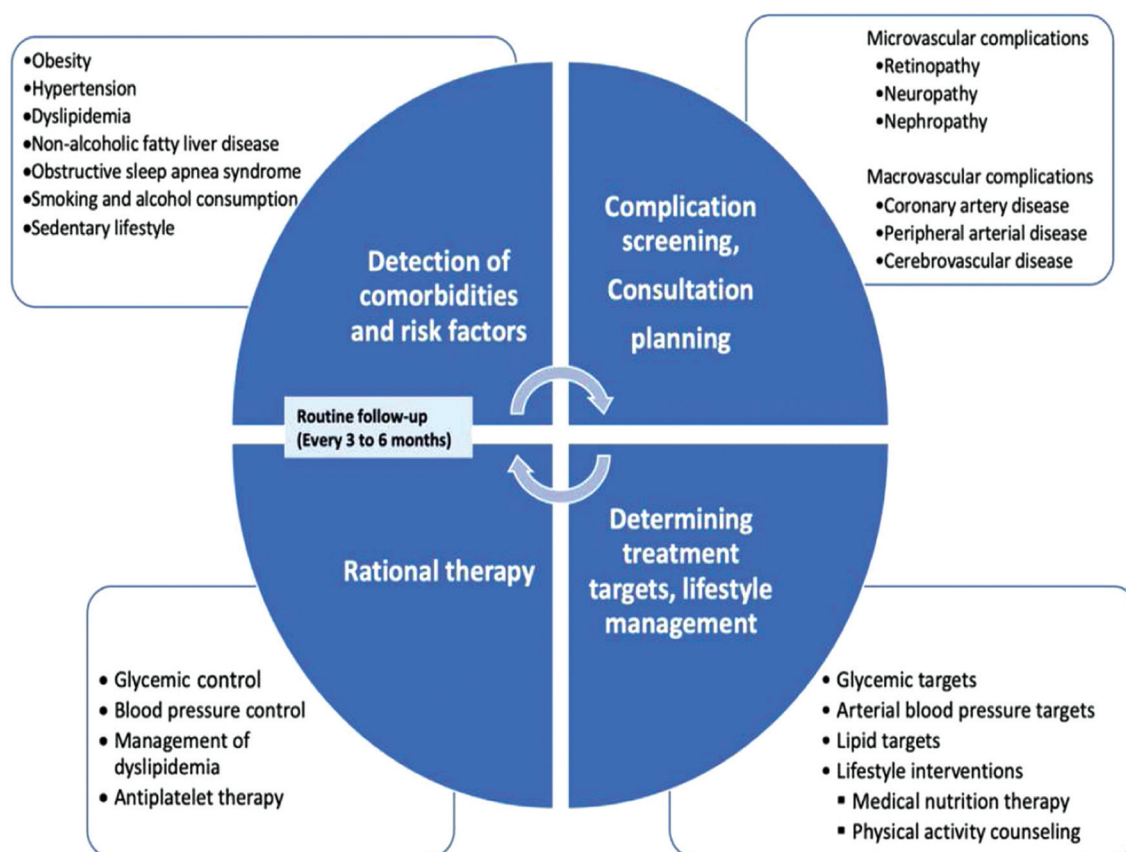 •Obesity
•Hypertension
•Dyslipidemia
•Non-alcoholic fatty liver disease
•Obstructive sleep apnea syndrome
•Smoking and alcohol consumption
•Sedentary lifestyle
Detection of
comorbidities
and risk factors
Microvascular complications
•Retinopathy
•Neuropathy
•Nephropathy
Macrovascular complications
•Coronary artery disease
•Peripheral arterial disease
•Cerebrovascular disease
Complication
screening,
Consultation
planning
Routine follow-up
(Every 3 to 6 months)
Rational therapy
• Glycemic control
• Blood pressure control
• Management of
dyslipidemia
• Antiplatelet therapy
Determining
treatment
targets, lifestyle
management
• Glycemic targets
• Arterial blood pressure targets
• Lipid targets
• Lifestyle interventions
▪ Medical nutrition therapy
▪ Physical activity counseling